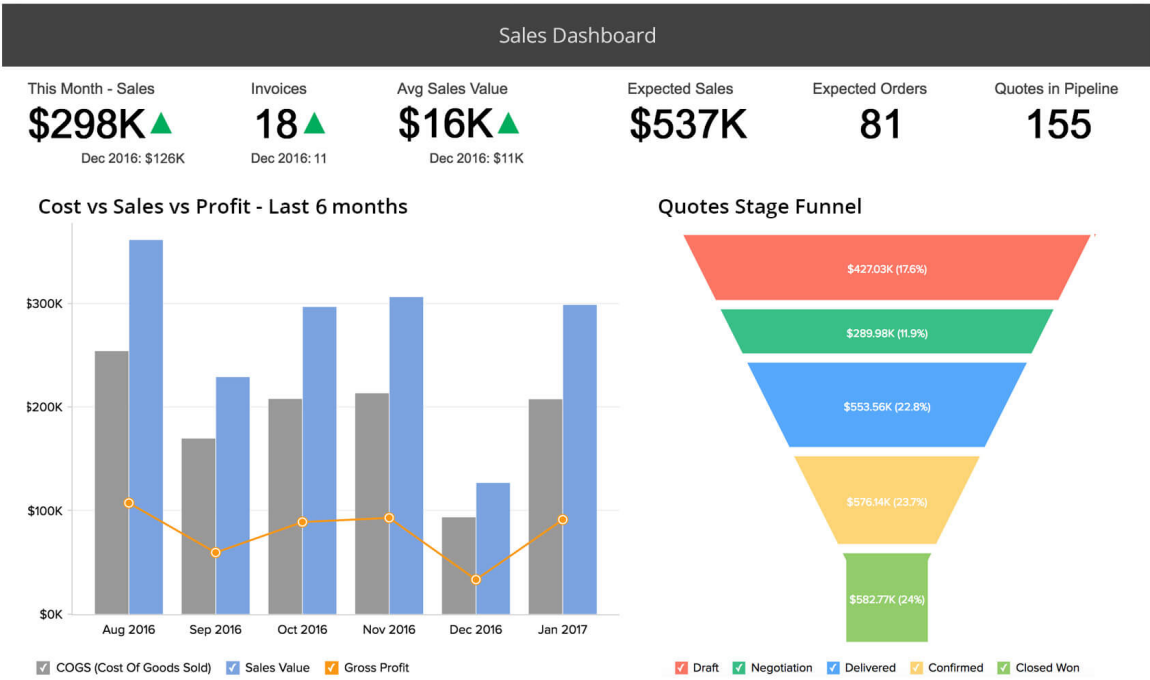 Sales Dashboard
This Month - Sales
$298K
Dec 2016: $126K
Invoices
18
Dec 2016: 11
Avg Sales Value
$16K
Dec 2016: $11K
Expected Sales
$537K
Expected Orders
81
Quotes in Pipeline
155
Cost vs Sales vs Profit - Last 6 months
$300K
$200K
$100K
$0K
Aug 2016 Sep 2016 Oct 2016 Nov 2016 Dec 2016 Jan 2017
COGS (Cost Of Goods Sold) Sales Value Gross Profit
Quotes Stage Funnel
$427.03K (17.6%)
$289.98K (11.9%)
$553.56K (22.8%)
$576.14K (23.7%)
$582.77K (24%)
Draft Negotiation Delivered Confirmed Closed Won